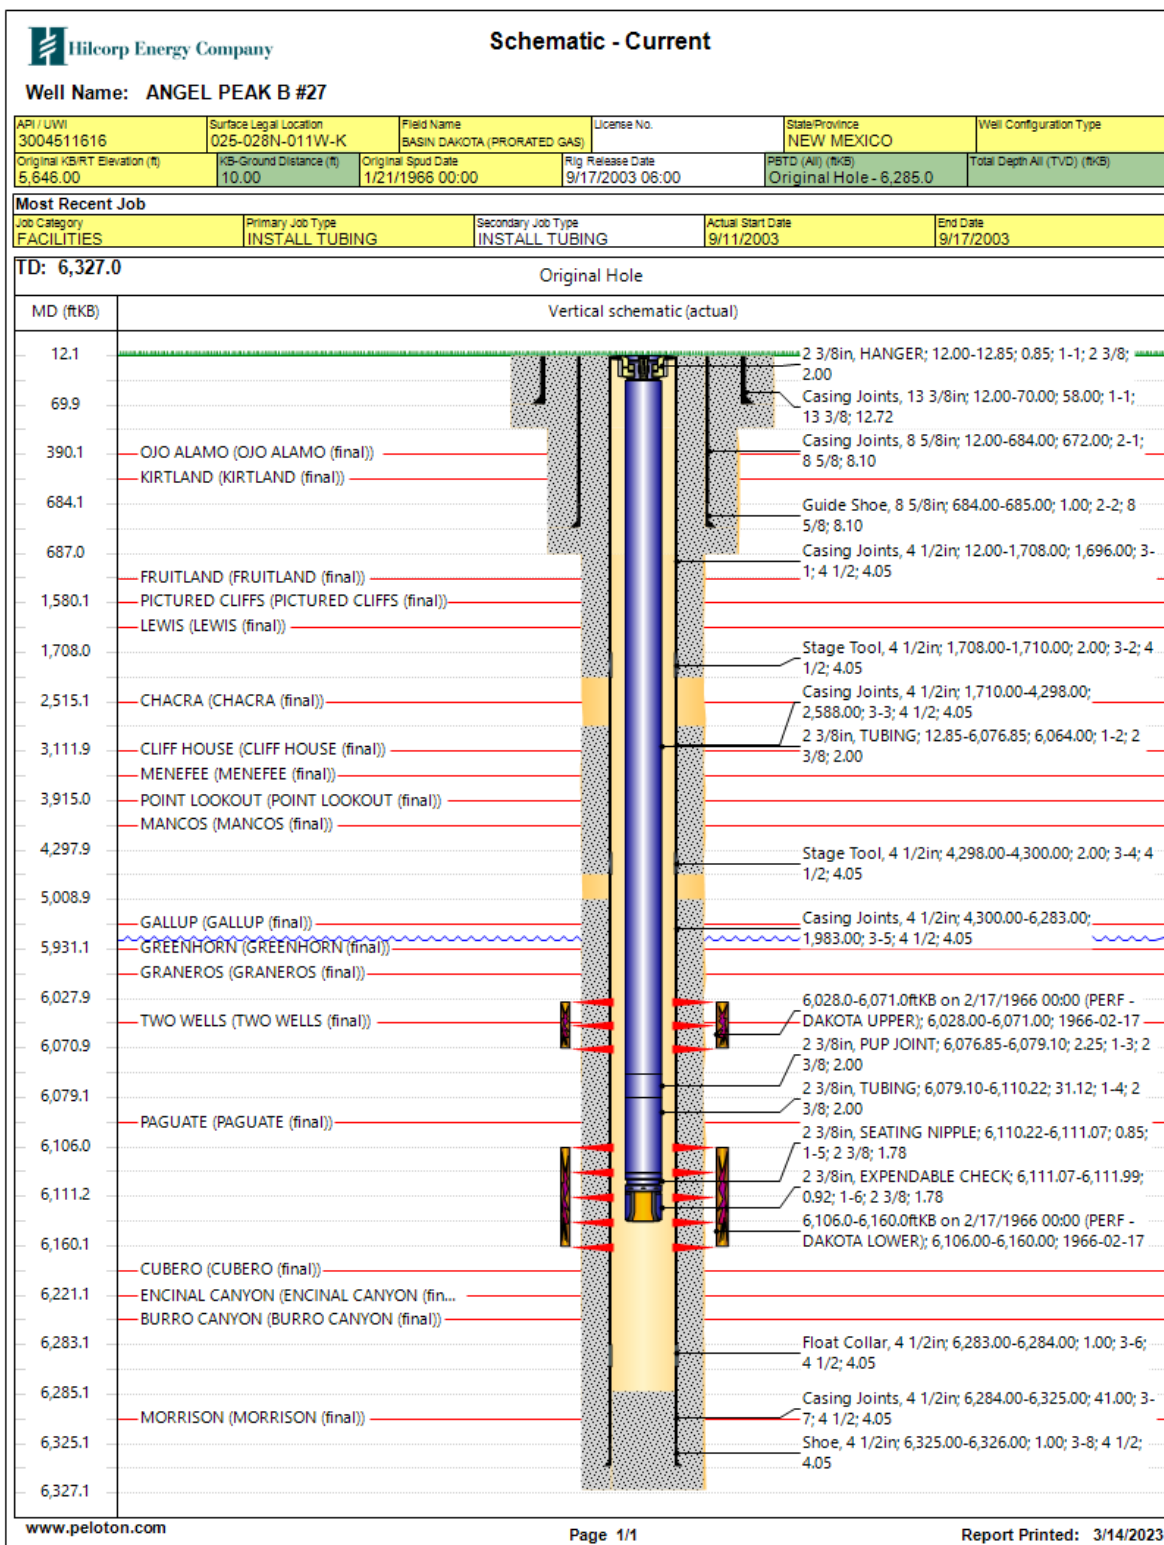 Hilcorp Energy Company
Schematic - Current
Well Name: ANGEL PEAK B #27
API / UWI
3004511616
Surface Legal Location
025-028N-011W-K
Field Name
BASIN DAKOTA (PRORATED GAS)
License No.
State/Province
NEW MEXICO
Well Configuration Type
Original KB/RT Elevation (ft)
5,646.00
KB-Ground Distance (ft)
10.00
Original Spud Date
1/21/1966 00:00
Rig Release Date
9/17/2003 06:00
PBTD (All) (ftKB)
Original Hole - 6,285.0
Total Depth All (TVD) (ftKB)
Most Recent Job
Job Category
FACILITIES
Primary Job Type
INSTALL TUBING
Secondary Job Type
INSTALL TUBING
Actual Start Date
9/11/2003
End Date
9/17/2003
TD: 6,327.0
Original Hole
MD (ftKB)
Vertical schematic (actual)
12.1
69.9
390.1
684.1
687.0
1,580.1
1,708.0
2,515.1
3,111.9
3,915.0
4,297.9
5,008.9
5,931.1
6,027.9
6,070.9
6,079.1
6,106.0
6,111.2
6,160.1
6,221.1
6,283.1
6,285.1
6,325.1
6,327.1
OJO ALAMO (OJO ALAMO (final))
KIRTLAND (KIRTLAND (final))
FRUITLAND (FRUITLAND (final))
PICTURED CLIFFS (PICTURED CLIFFS (final))
LEWIS (LEWIS (final))
CHACRA (CHACRA (final))
CLIFF HOUSE (CLIFF HOUSE (final))
MENEFEE (MENEFEE (final))
POINT LOOKOUT (POINT LOOKOUT (final))
MANCOS (MANCOS (final))
GALLUP (GALLUP (final))
GREENHORN (GREENHORN (final))
GRANEROS (GRANEROS (final))
TWO WELLS (TWO WELLS (final))
PAGUATE (PAGUATE (final))
CUBERO (CUBERO (final))
ENCINAL CANYON (ENCINAL CANYON (fin...
BURRO CANYON (BURRO CANYON (final))
MORRISON (MORRISON (final))
2 3/8in, HANGER; 12.00-12.85; 0.85; 1-1; 2 3/8;
2.00
Casing Joints, 13 3/8in; 12.00-70.00; 58.00; 1-1;
13 3/8; 12.72
Casing Joints, 8 5/8in; 12.00-684.00; 672.00; 2-1;
8 5/8; 8.10
Guide Shoe, 8 5/8in; 684.00-685.00; 1.00; 2-2; 8
5/8; 8.10
Casing Joints, 4 1/2in; 12.00-1,708.00; 1,696.00; 3-
1; 4 1/2; 4.05
Stage Tool, 4 1/2in; 1,708.00-1,710.00; 2.00; 3-2; 4
1/2; 4.05
Casing Joints, 4 1/2in; 1,710.00-4,298.00;
2,588.00; 3-3; 4 1/2; 4.05
2 3/8in, TUBING; 12.85-6,076.85; 6,064.00; 1-2; 2
3/8; 2.00
Stage Tool, 4 1/2in; 4,298.00-4,300.00; 2.00; 3-4; 4
1/2; 4.05
Casing Joints, 4 1/2in; 4,300.00-6,283.00;
1,983.00; 3-5; 4 1/2; 4.05
6,028.0-6,071.0ftKB on 2/17/1966 00:00 (PERF -
DAKOTA UPPER); 6,028.00-6,071.00; 1966-02-17
2 3/8in, PUP JOINT; 6,076.85-6,079.10; 2.25; 1-3; 2
3/8; 2.00
2 3/8in, TUBING; 6,079.10-6,110.22; 31.12; 1-4; 2
3/8; 2.00
2 3/8in, SEATING NIPPLE; 6,110.22-6,111.07; 0.85;
1-5; 2 3/8; 1.78
2 3/8in, EXPENDABLE CHECK; 6,111.07-6,111.99;
0.92; 1-6; 2 3/8; 1.78
6,106.0-6,160.0ftKB on 2/17/1966 00:00 (PERF -
DAKOTA LOWER); 6,106.00-6,160.00; 1966-02-17
Float Collar, 4 1/2in; 6,283.00-6,284.00; 1.00; 3-6;
4 1/2; 4.05
Casing Joints, 4 1/2in; 6,284.00-6,325.00; 41.00; 3-
7; 4 1/2; 4.05
Shoe, 4 1/2in; 6,325.00-6,326.00; 1.00; 3-8; 4 1/2;
4.05
www.peloton.com
Page 1/1
Report Printed: 3/14/2023